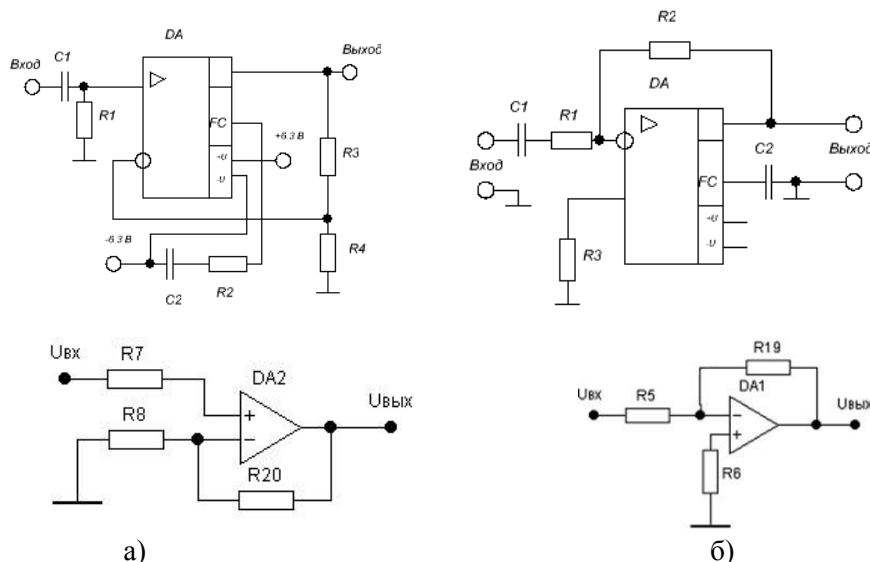 C1
DA
Вход
Выход
R1
FC
+6.3 В
+U
-U
R3
-6.3 В
R4
C2
R2
R2
DA
C1
R1
C2
Вход
Выход
FC
+U
-U
R3
Uвх
R7
DA2
R8
+
−
Uвых
R20
R19
Uвх
R5
DA1
−
+
Uвых
R6
а)
б)